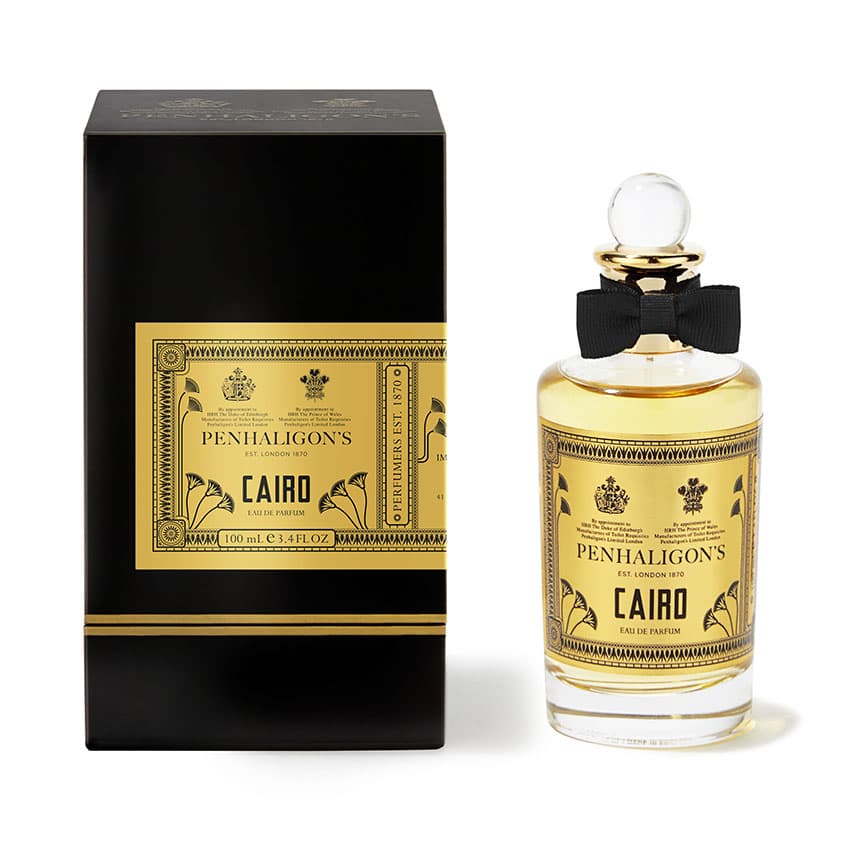 PENHALIGON'S
By appointment to
HRH The Duke of Edinburgh
Manufacturers of Toilet Requisites
Penhaligon's Limited London
By appointment to
HRH The Prince of Wales
Manufacturers of Toilet Requisites
Penhaligon's Limited London
PENHALIGON'S
EST. LONDON 1870
CAIRO
EAU DE PARFUM
100 mL e 3.4 FL OZ
PERFUMERS EST. 1870
IM
41
By appointment to
HRH The Duke of Edinburgh
Manufacturers of Toilet Requisites
Penhaligon's Limited London
By appointment to
HRH The Prince of Wales
Manufacturers of Toilet Requisites
Penhaligon's Limited London
PENHALIGON'S
EST. LONDON 1870
CAIRO
EAU DE PARFUM